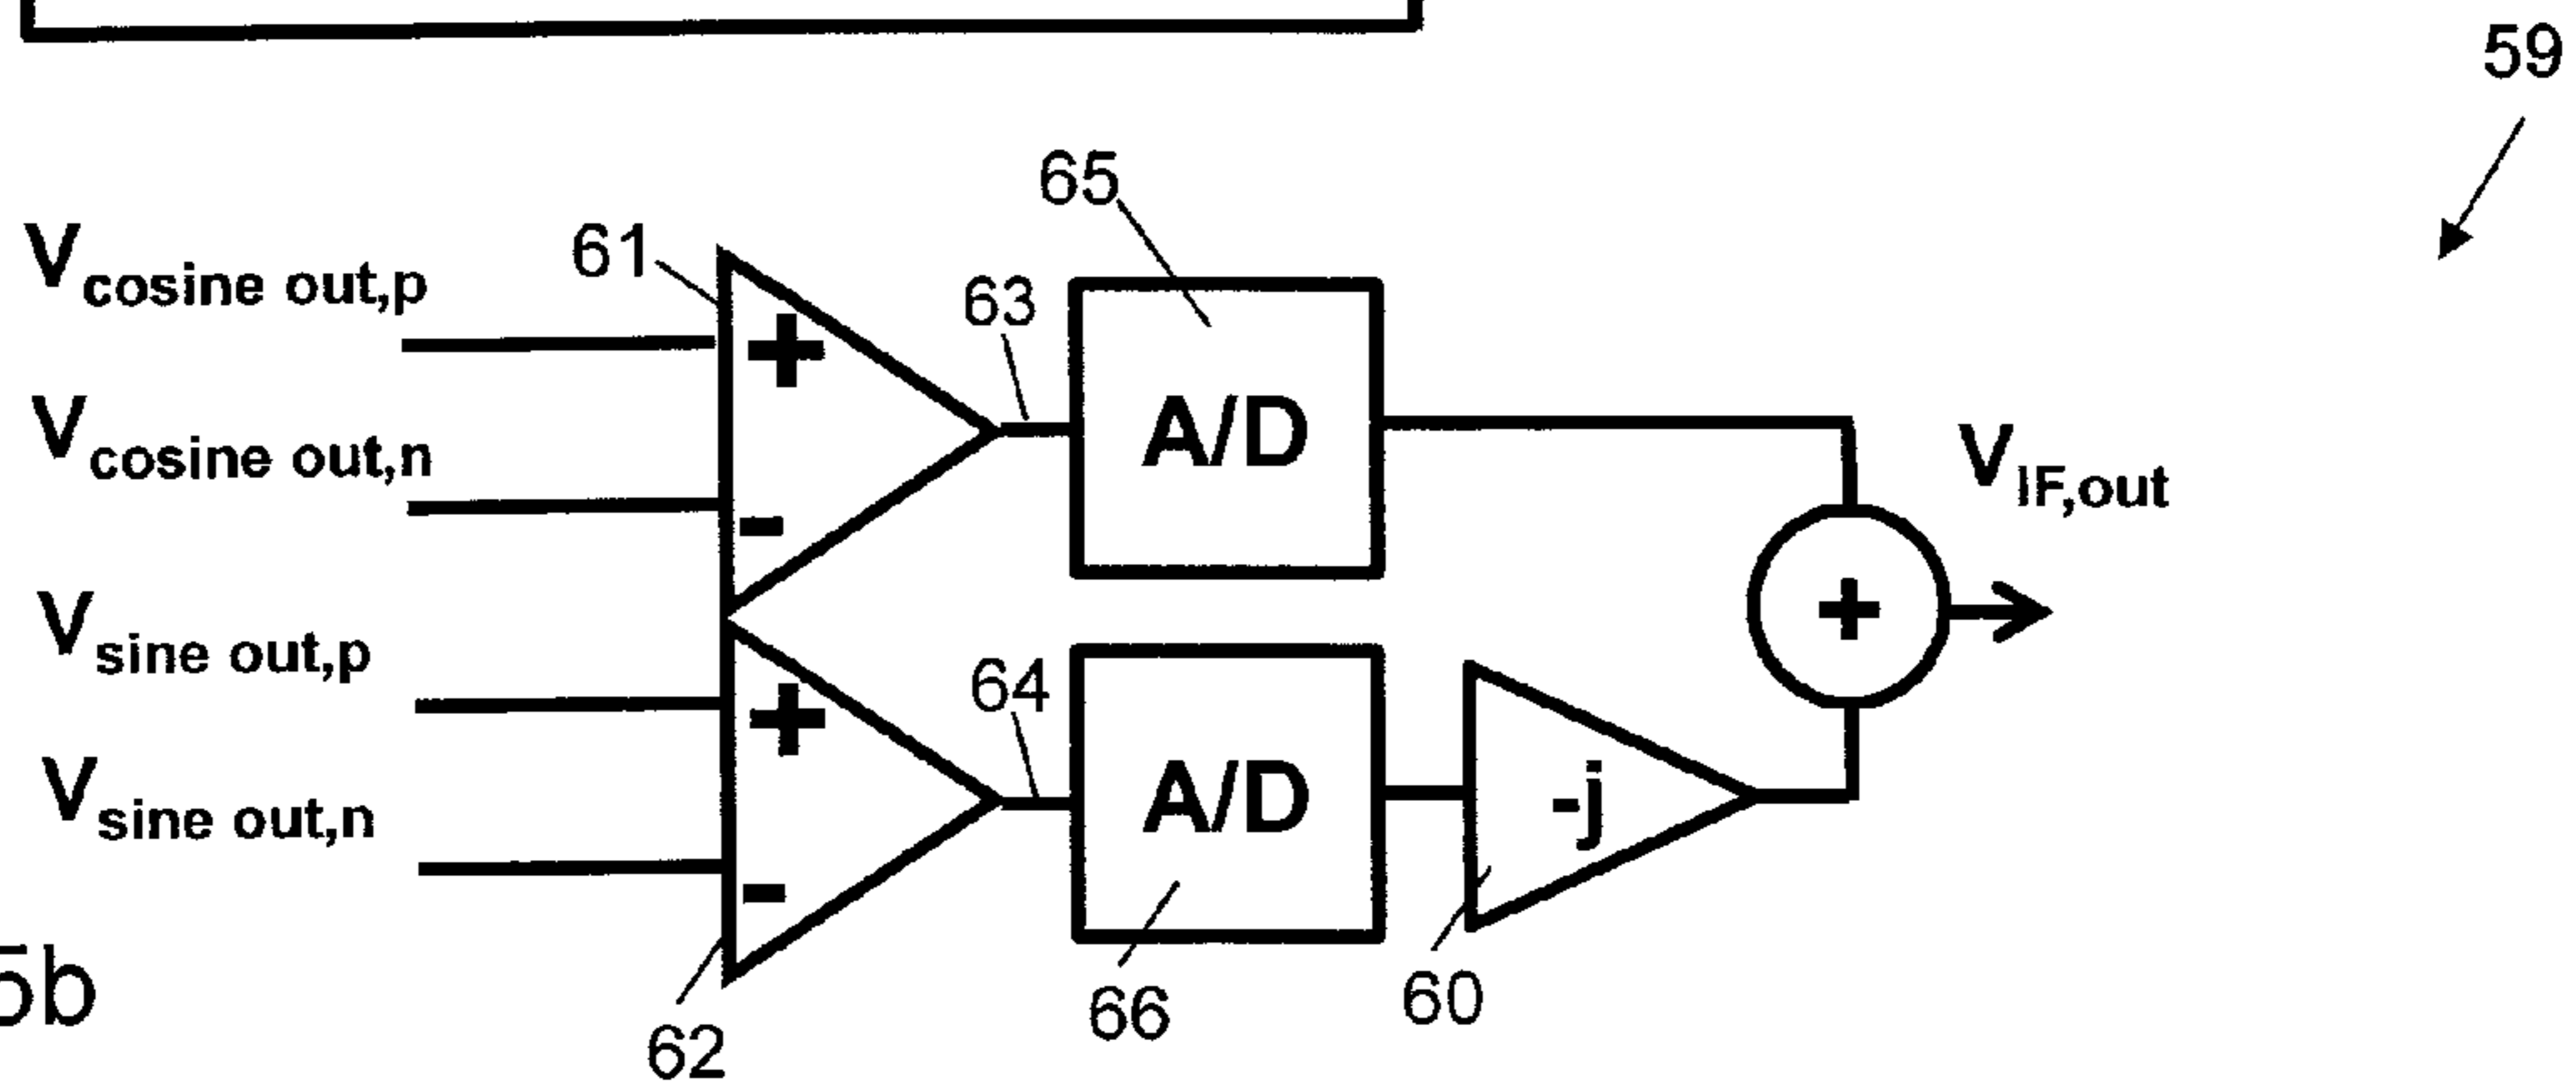 59
65
V cosine out,p
61
63
+
A/D
V cosine out,n
-
V IF,out
+
V sine out,p
64
+
A/D
-j
V sine out,n
-
5b
62
66
60